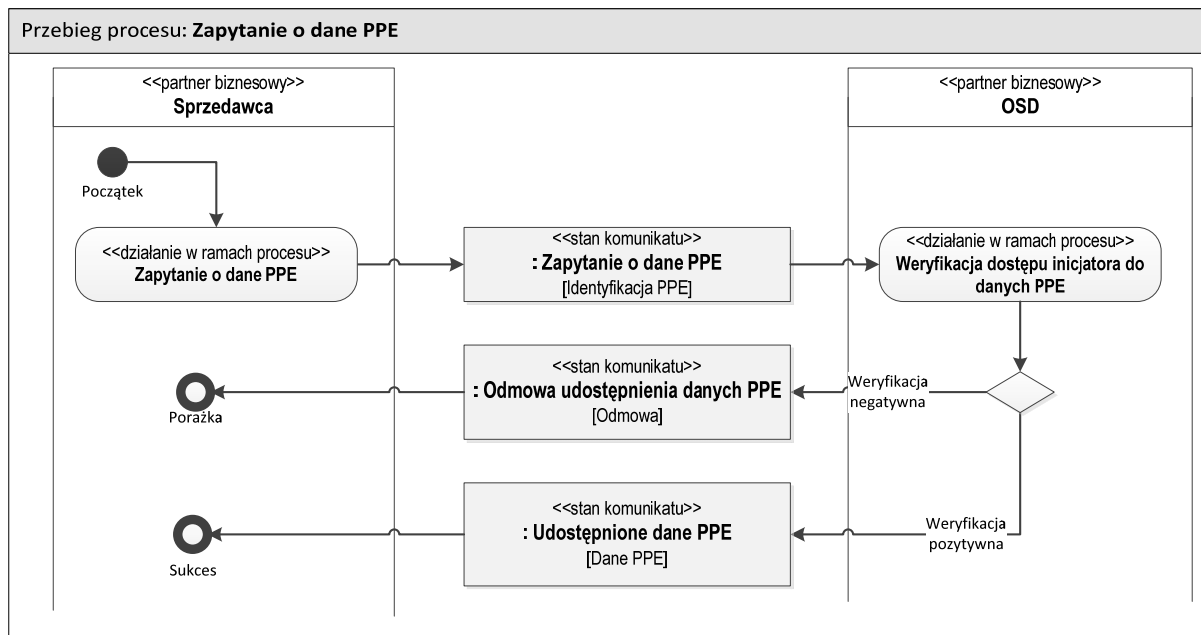 Przebieg procesu: Zapytanie o dane PPE
<<partner biznesowy>>
Sprzedawca
<<partner biznesowy>>
OSD
Początek
<<działanie w ramach procesu>>
Zapytanie o dane PPE
<<stan komunikatu>>
: Zapytanie o dane PPE
[Identyfikacja PPE]
<<działanie w ramach procesu>>
Weryfikacja dostępu inicjatora do
danych PPE
Porażka
<<stan komunikatu>>
: Odmowa udostępnienia danych PPE
[Odmowa]
Weryfikacja
negatywna
Sukces
<<stan komunikatu>>
: Udostępnione dane PPE
[Dane PPE]
Weryfikacja
pozytywna